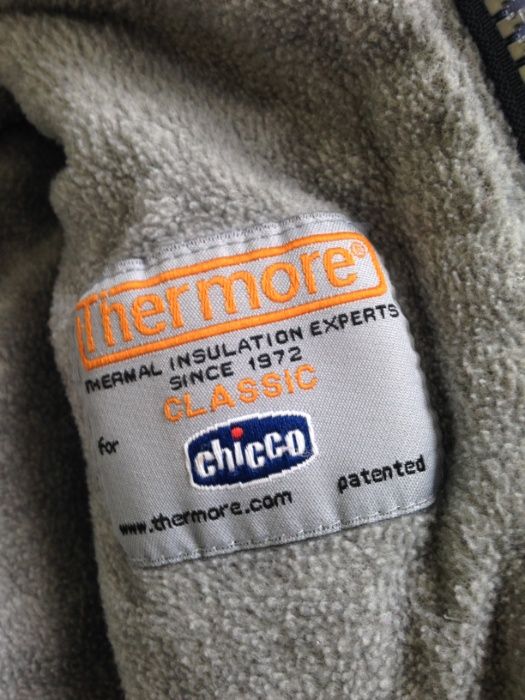 Thermore®
THERMAL INSULATION EXPERTS
SINCE 1972
CLASSIC
for
chicco
www.thermore.com patented